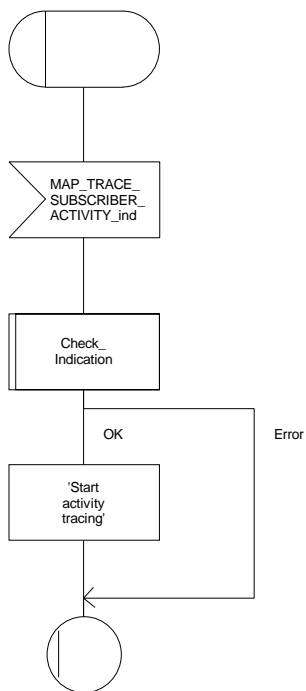 MAP_TRACE_
SUBSCRIBER_
ACTIVITY_ind
Check_
Indication
OK
Error
'Start
activity
tracing'